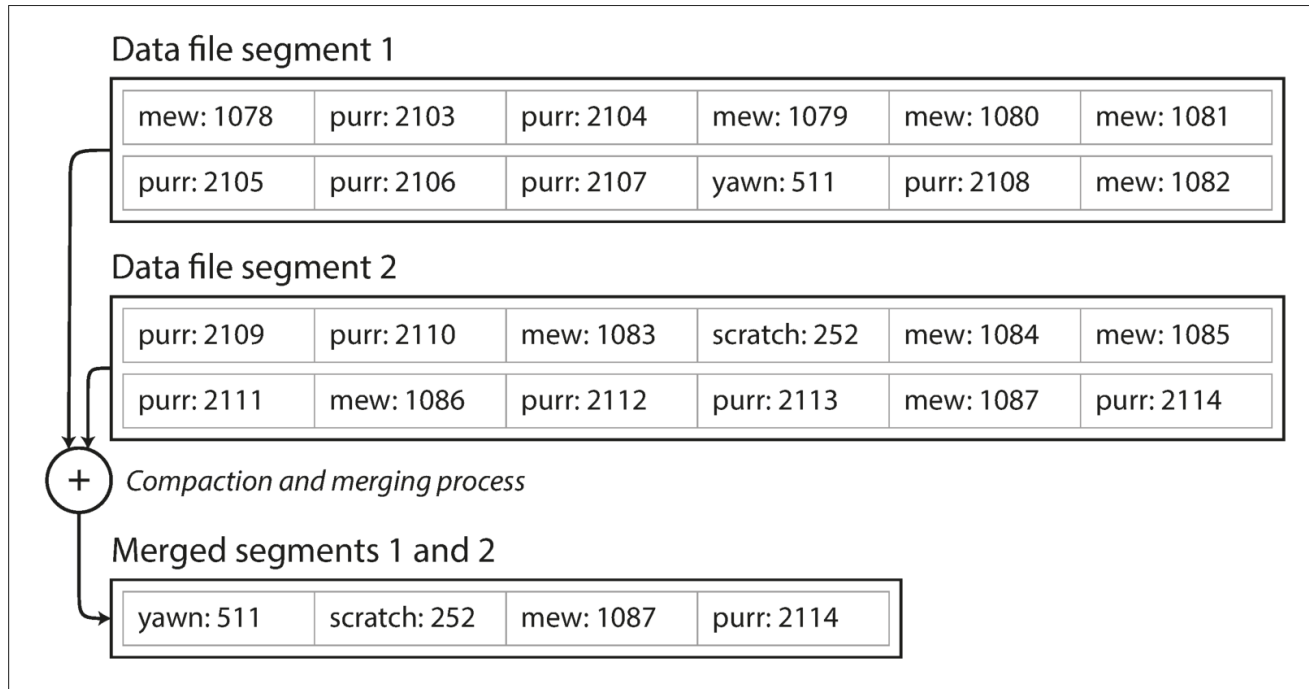 Data file segment 1
mew: 1078 purr: 2103 purr: 2104 mew: 1079 mew: 1080 mew: 1081
purr: 2105 purr: 2106 purr: 2107 yawn: 511 purr: 2108 mew: 1082
Data file segment 2
purr: 2109 purr: 2110 mew: 1083 scratch: 252 mew: 1084 mew: 1085
purr: 2111 mew: 1086 purr: 2112 purr: 2113 mew: 1087 purr: 2114
+ Compaction and merging process
Merged segments 1 and 2
yawn: 511 scratch: 252 mew: 1087 purr: 2114